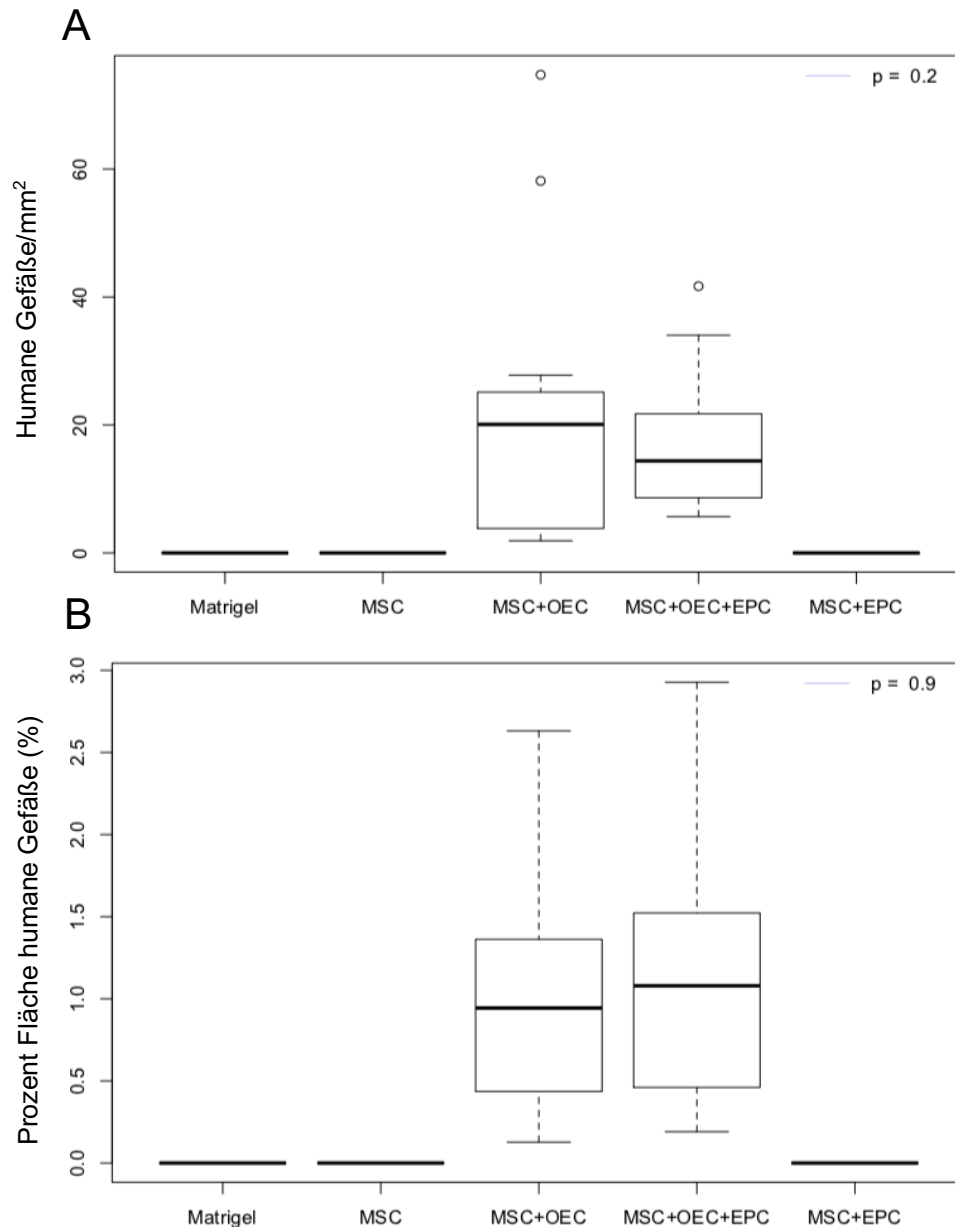 A
p = 0.2
Humane Gefäße/mm²
60
40
20
0
Matrigel MSC MSC+OEC MSC+OEC+EPC MSC+EPC
B
p = 0.9
Prozent Fläche humane Gefäße (%)
3.0
2.5
2.0
1.5
1.0
0.5
0.0
Matrigel MSC MSC+OEC MSC+OEC+EPC MSC+EPC